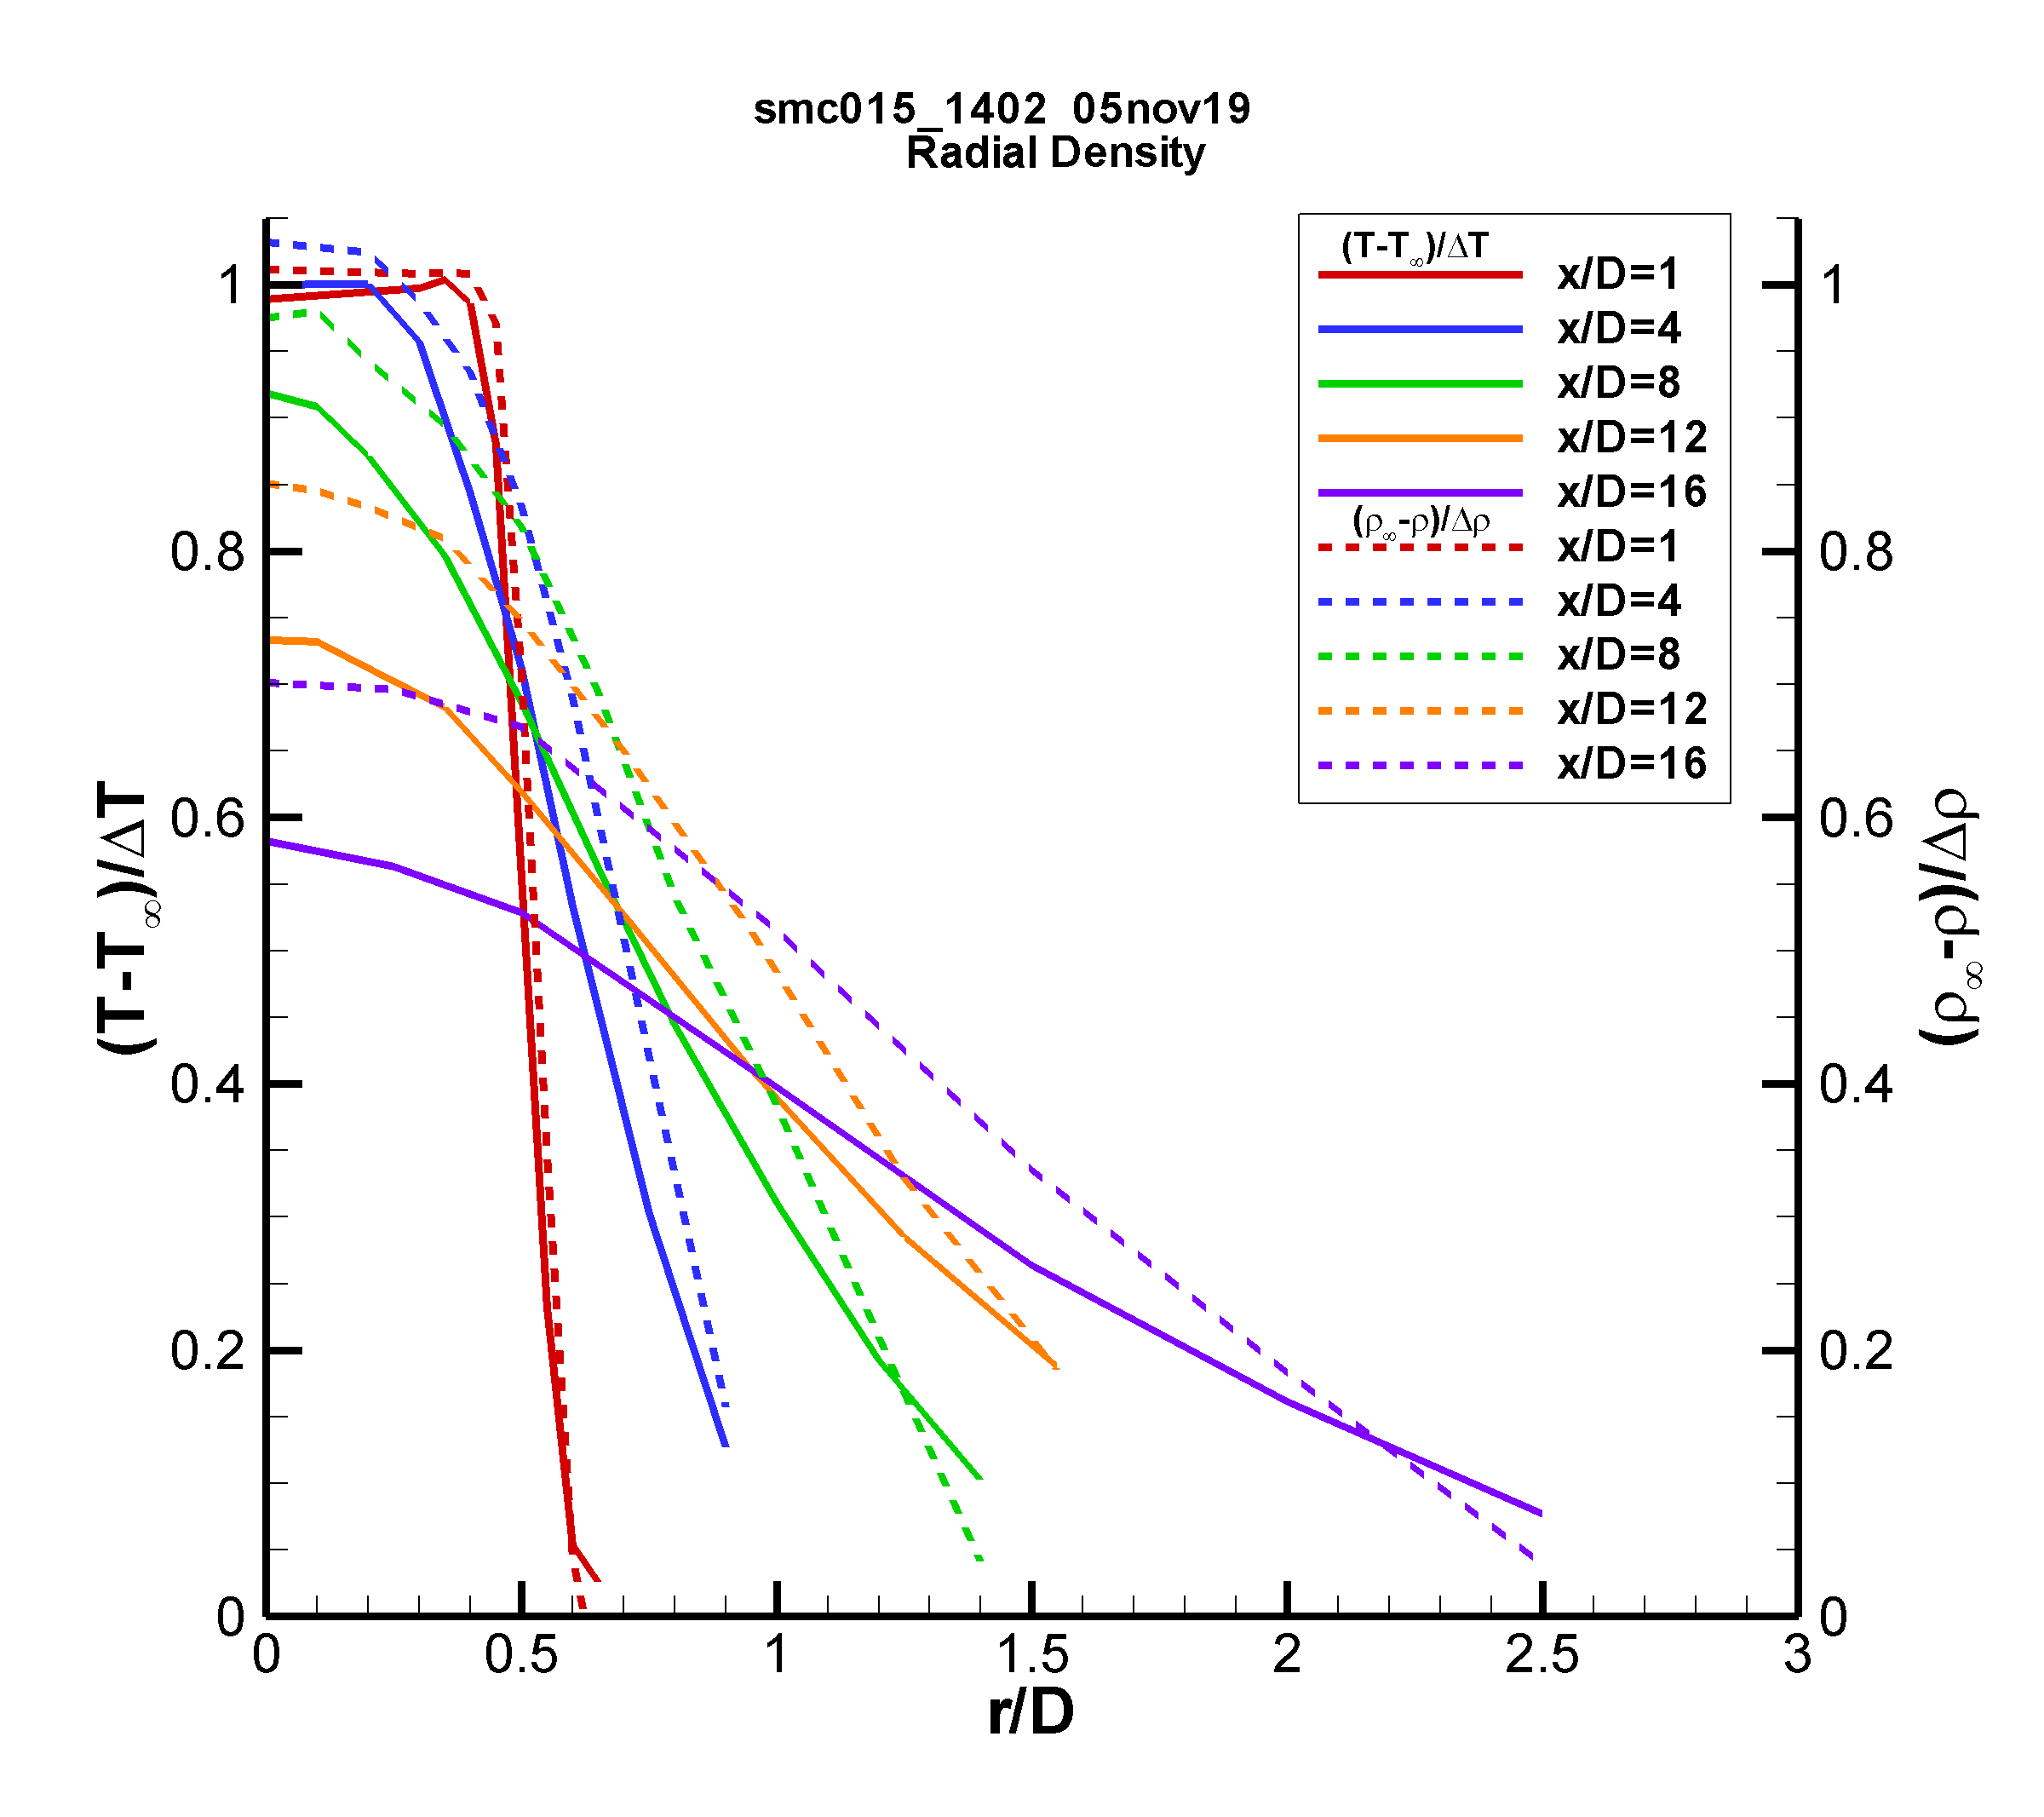 smc015_1402 05nov19
Radial Density
(T-T∞)/ΔT
x/D=1
x/D=4
x/D=8
x/D=12
x/D=16
(ρ∞-ρ)/Δρ
x/D=1
x/D=4
x/D=8
x/D=12
x/D=16
(T-T∞)/ΔT
1
0.8
0.6
0.4
0.2
0
1
0.8
0.6
0.4
0.2
0
(ρ∞-ρ)/Δρ
0 0.5 1 1.5 2 2.5 3
r/D